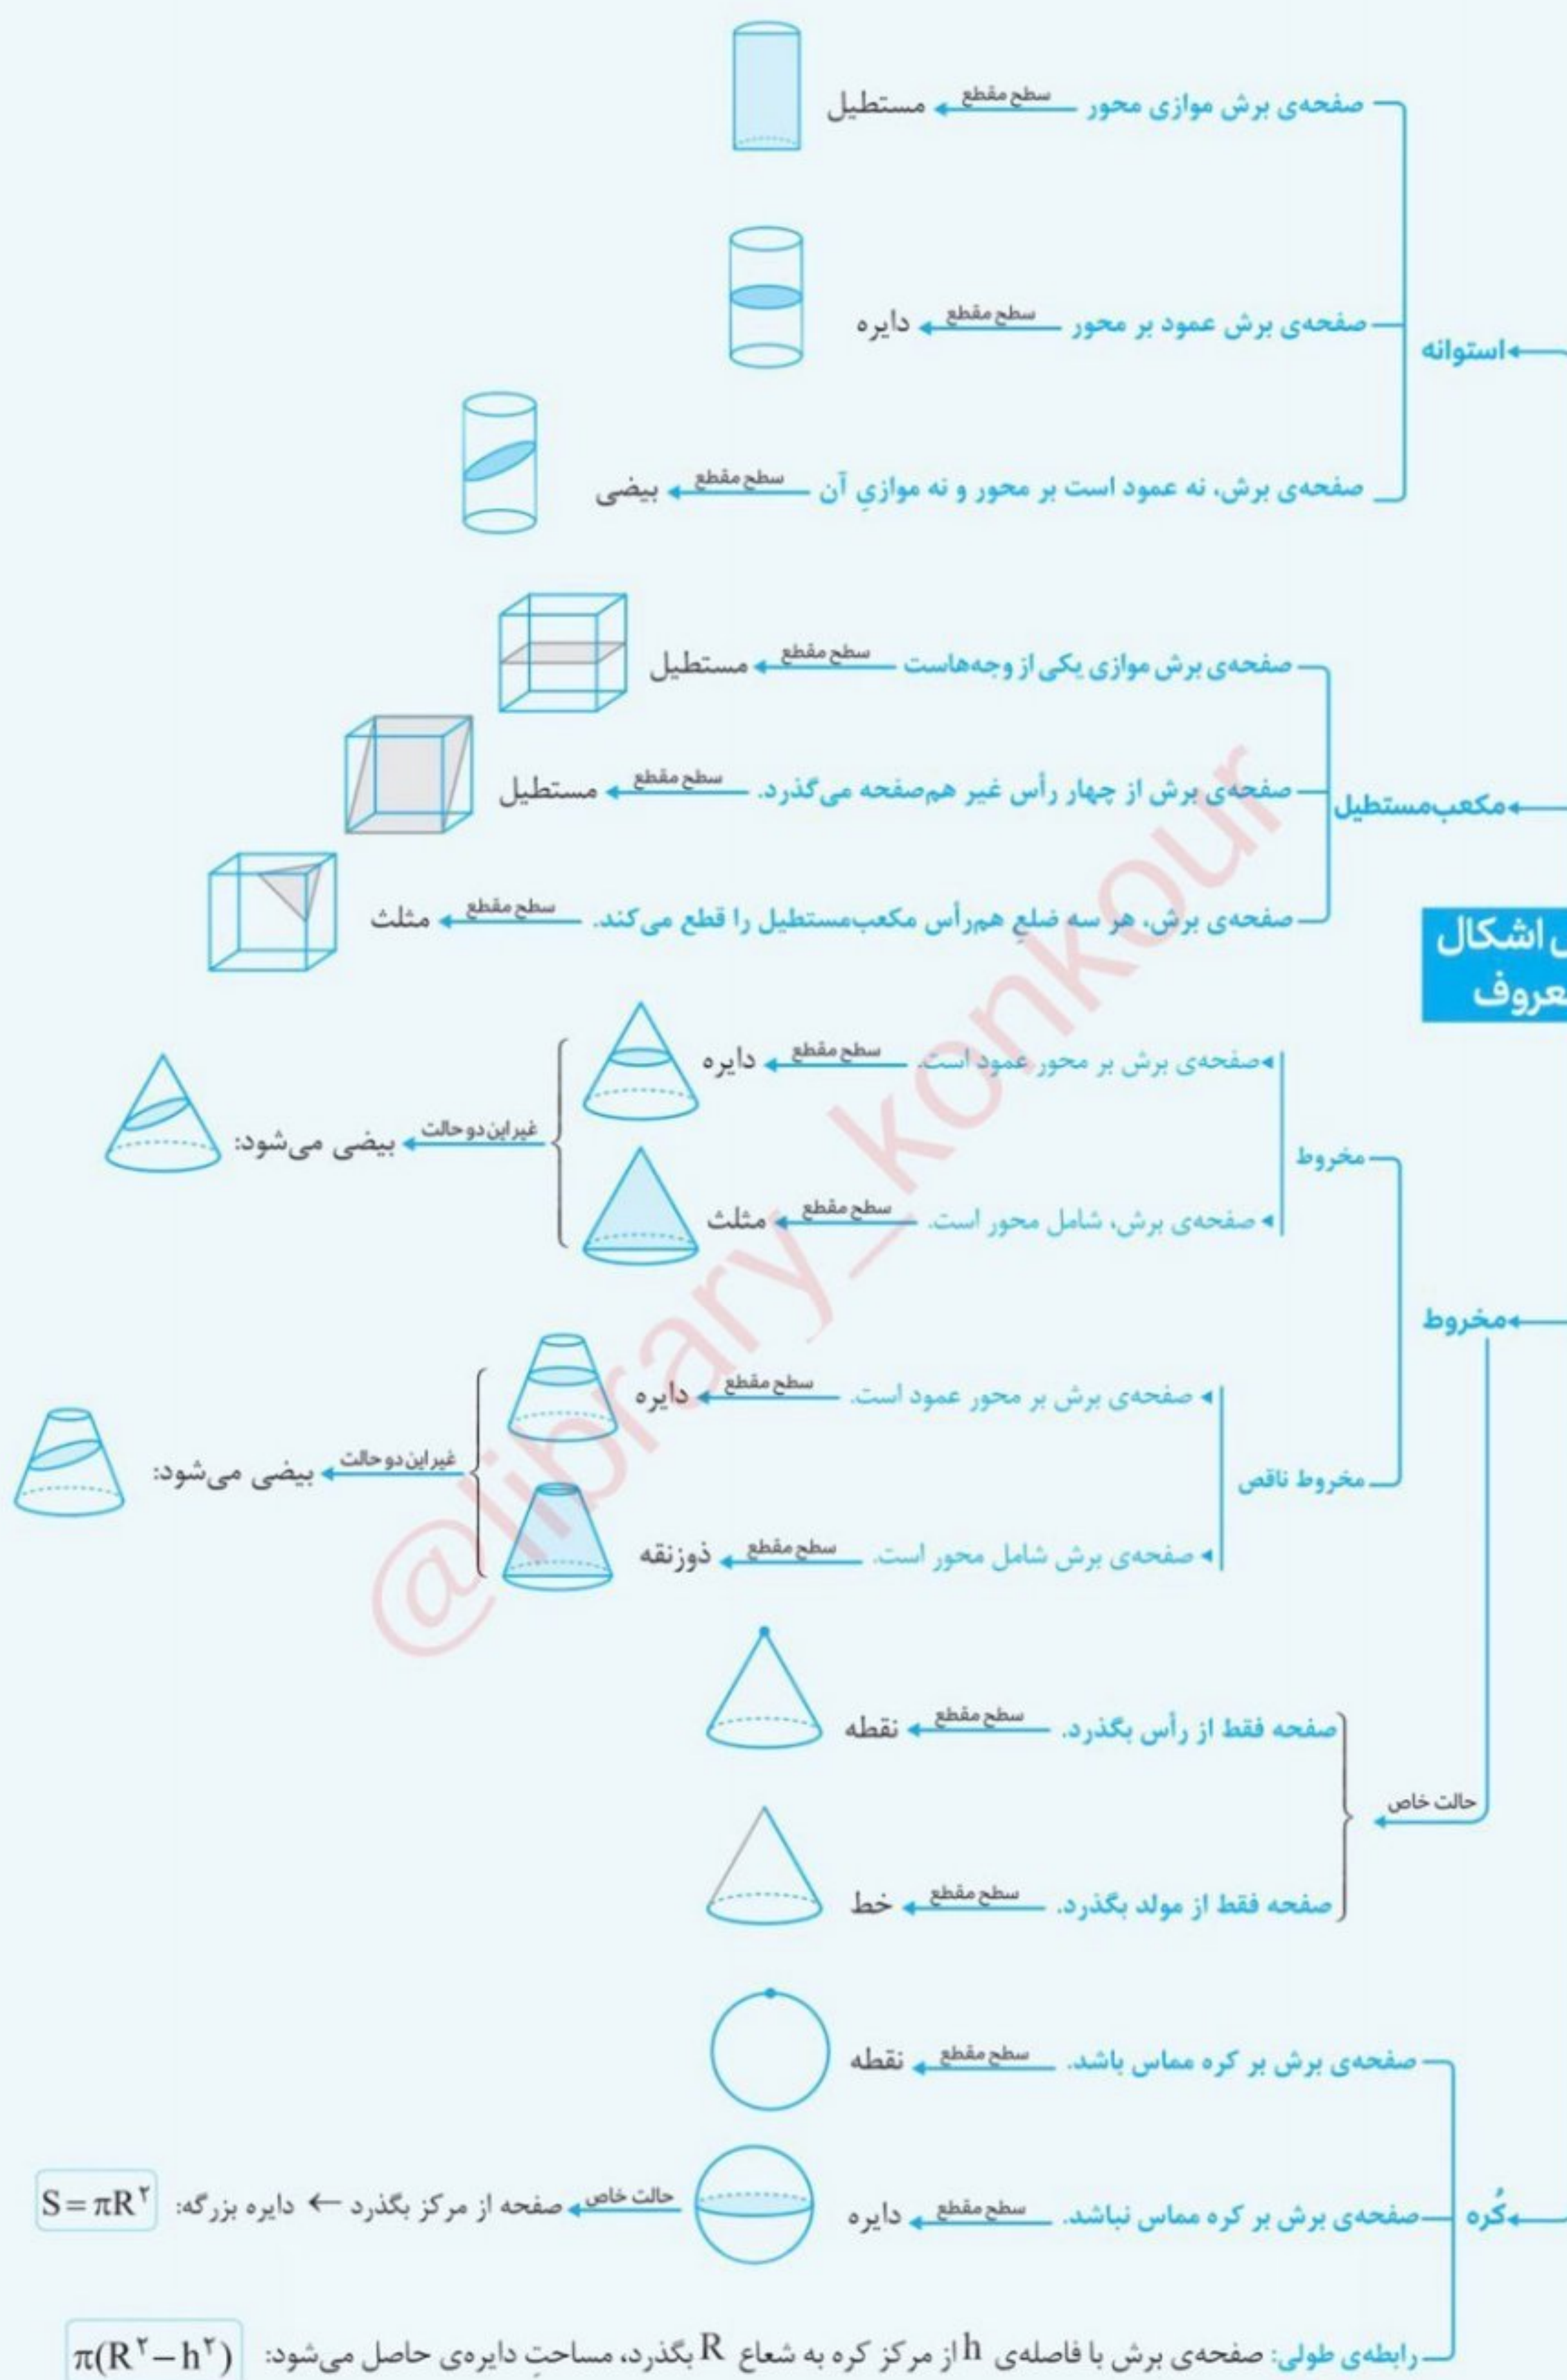 صفحه‌ی برش موازی محور سطح مقطع ← مستطیل
صفحه‌ی برش عمود بر محور سطح مقطع ← دایره
استوانه
صفحه‌ی برش، نه عمود است بر محور و نه موازیِ آن سطح مقطع ← بیضی
صفحه‌ی برش موازی یکی از وجه‌هاست سطح مقطع ← مستطیل
صفحه‌ی برش از چهار رأس غیر هم‌صفحه می‌گذرد. سطح مقطع ← مستطیل
مکعب‌مستطیل
صفحه‌ی برش، هر سه ضلعِ هم‌رأس مکعب‌مستطیل را قطع می‌کند. سطح مقطع ← مثلث
اشکال
صفحه‌ی برش بر محور عمود است. سطح مقطع ← دایره
غیر این دو حالت ← بیضی می‌شود:
مخروط
صفحه‌ی برش، شامل محور است. سطح مقطع ← مثلث
مخروط
صفحه‌ی برش بر محور عمود است. سطح مقطع ← دایره
غیر این دو حالت ← بیضی می‌شود:
مخروط ناقص
صفحه‌ی برش شامل محور است. سطح مقطع ← ذوزنقه
صفحه فقط از رأس بگذرد. سطح مقطع ← نقطه
حالت خاص
صفحه فقط از مولد بگذرد. سطح مقطع ← خط
صفحه‌ی برش بر کره مماس باشد. سطح مقطع ← نقطه
کُره
صفحه‌ی برش بر کره مماس نباشد. سطح مقطع ← دایره حالت خاص ← صفحه از مرکز بگذرد ← دایره بزرگه: S = πR²
رابطه‌ی طولی: صفحه‌ی برش با فاصله‌ی h از مرکز کره به شعاع R بگذرد، مساحتِ دایره‌ی حاصل می‌شود: π(R² − h²)
@library_konkour